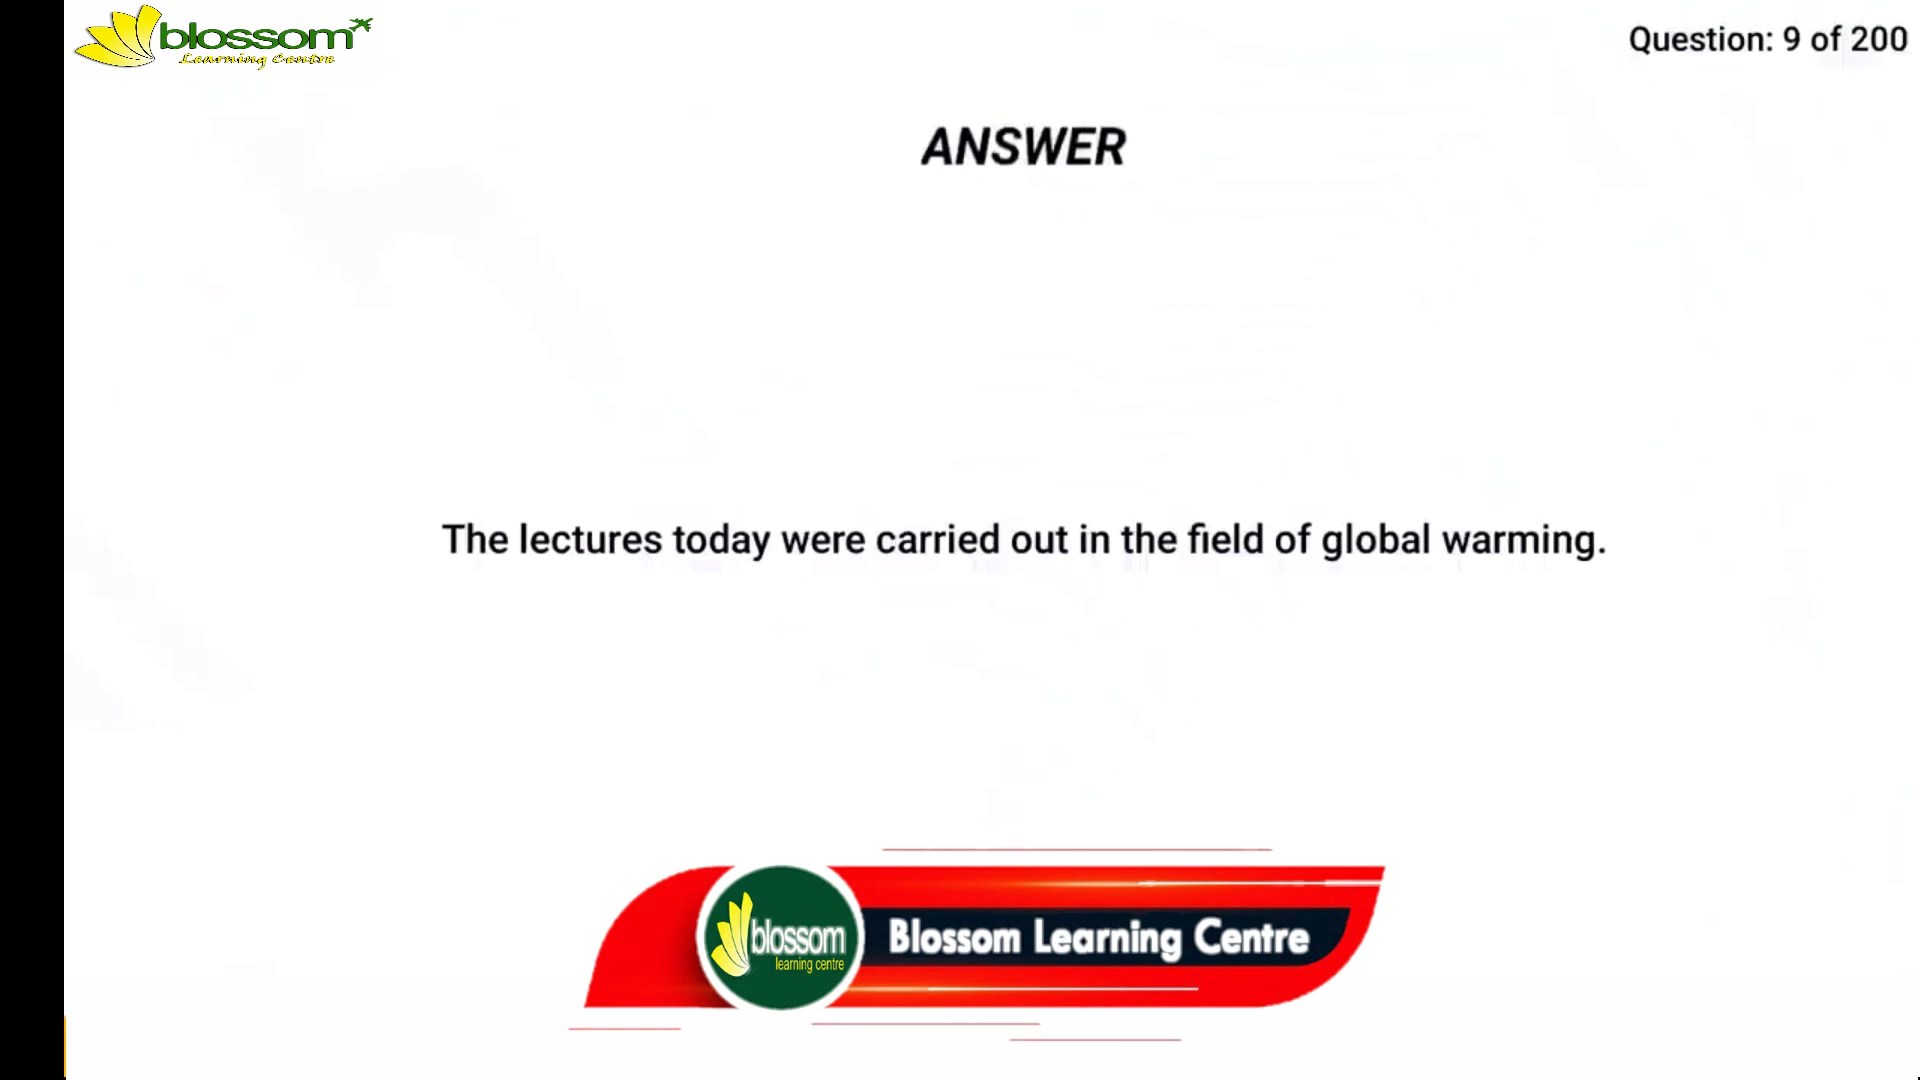 blossom
Learning Centre
Question: 9 of 200
ANSWER
The lectures today were carried out in the field of global warming.
blossom
learning centre
Blossom Learning Centre